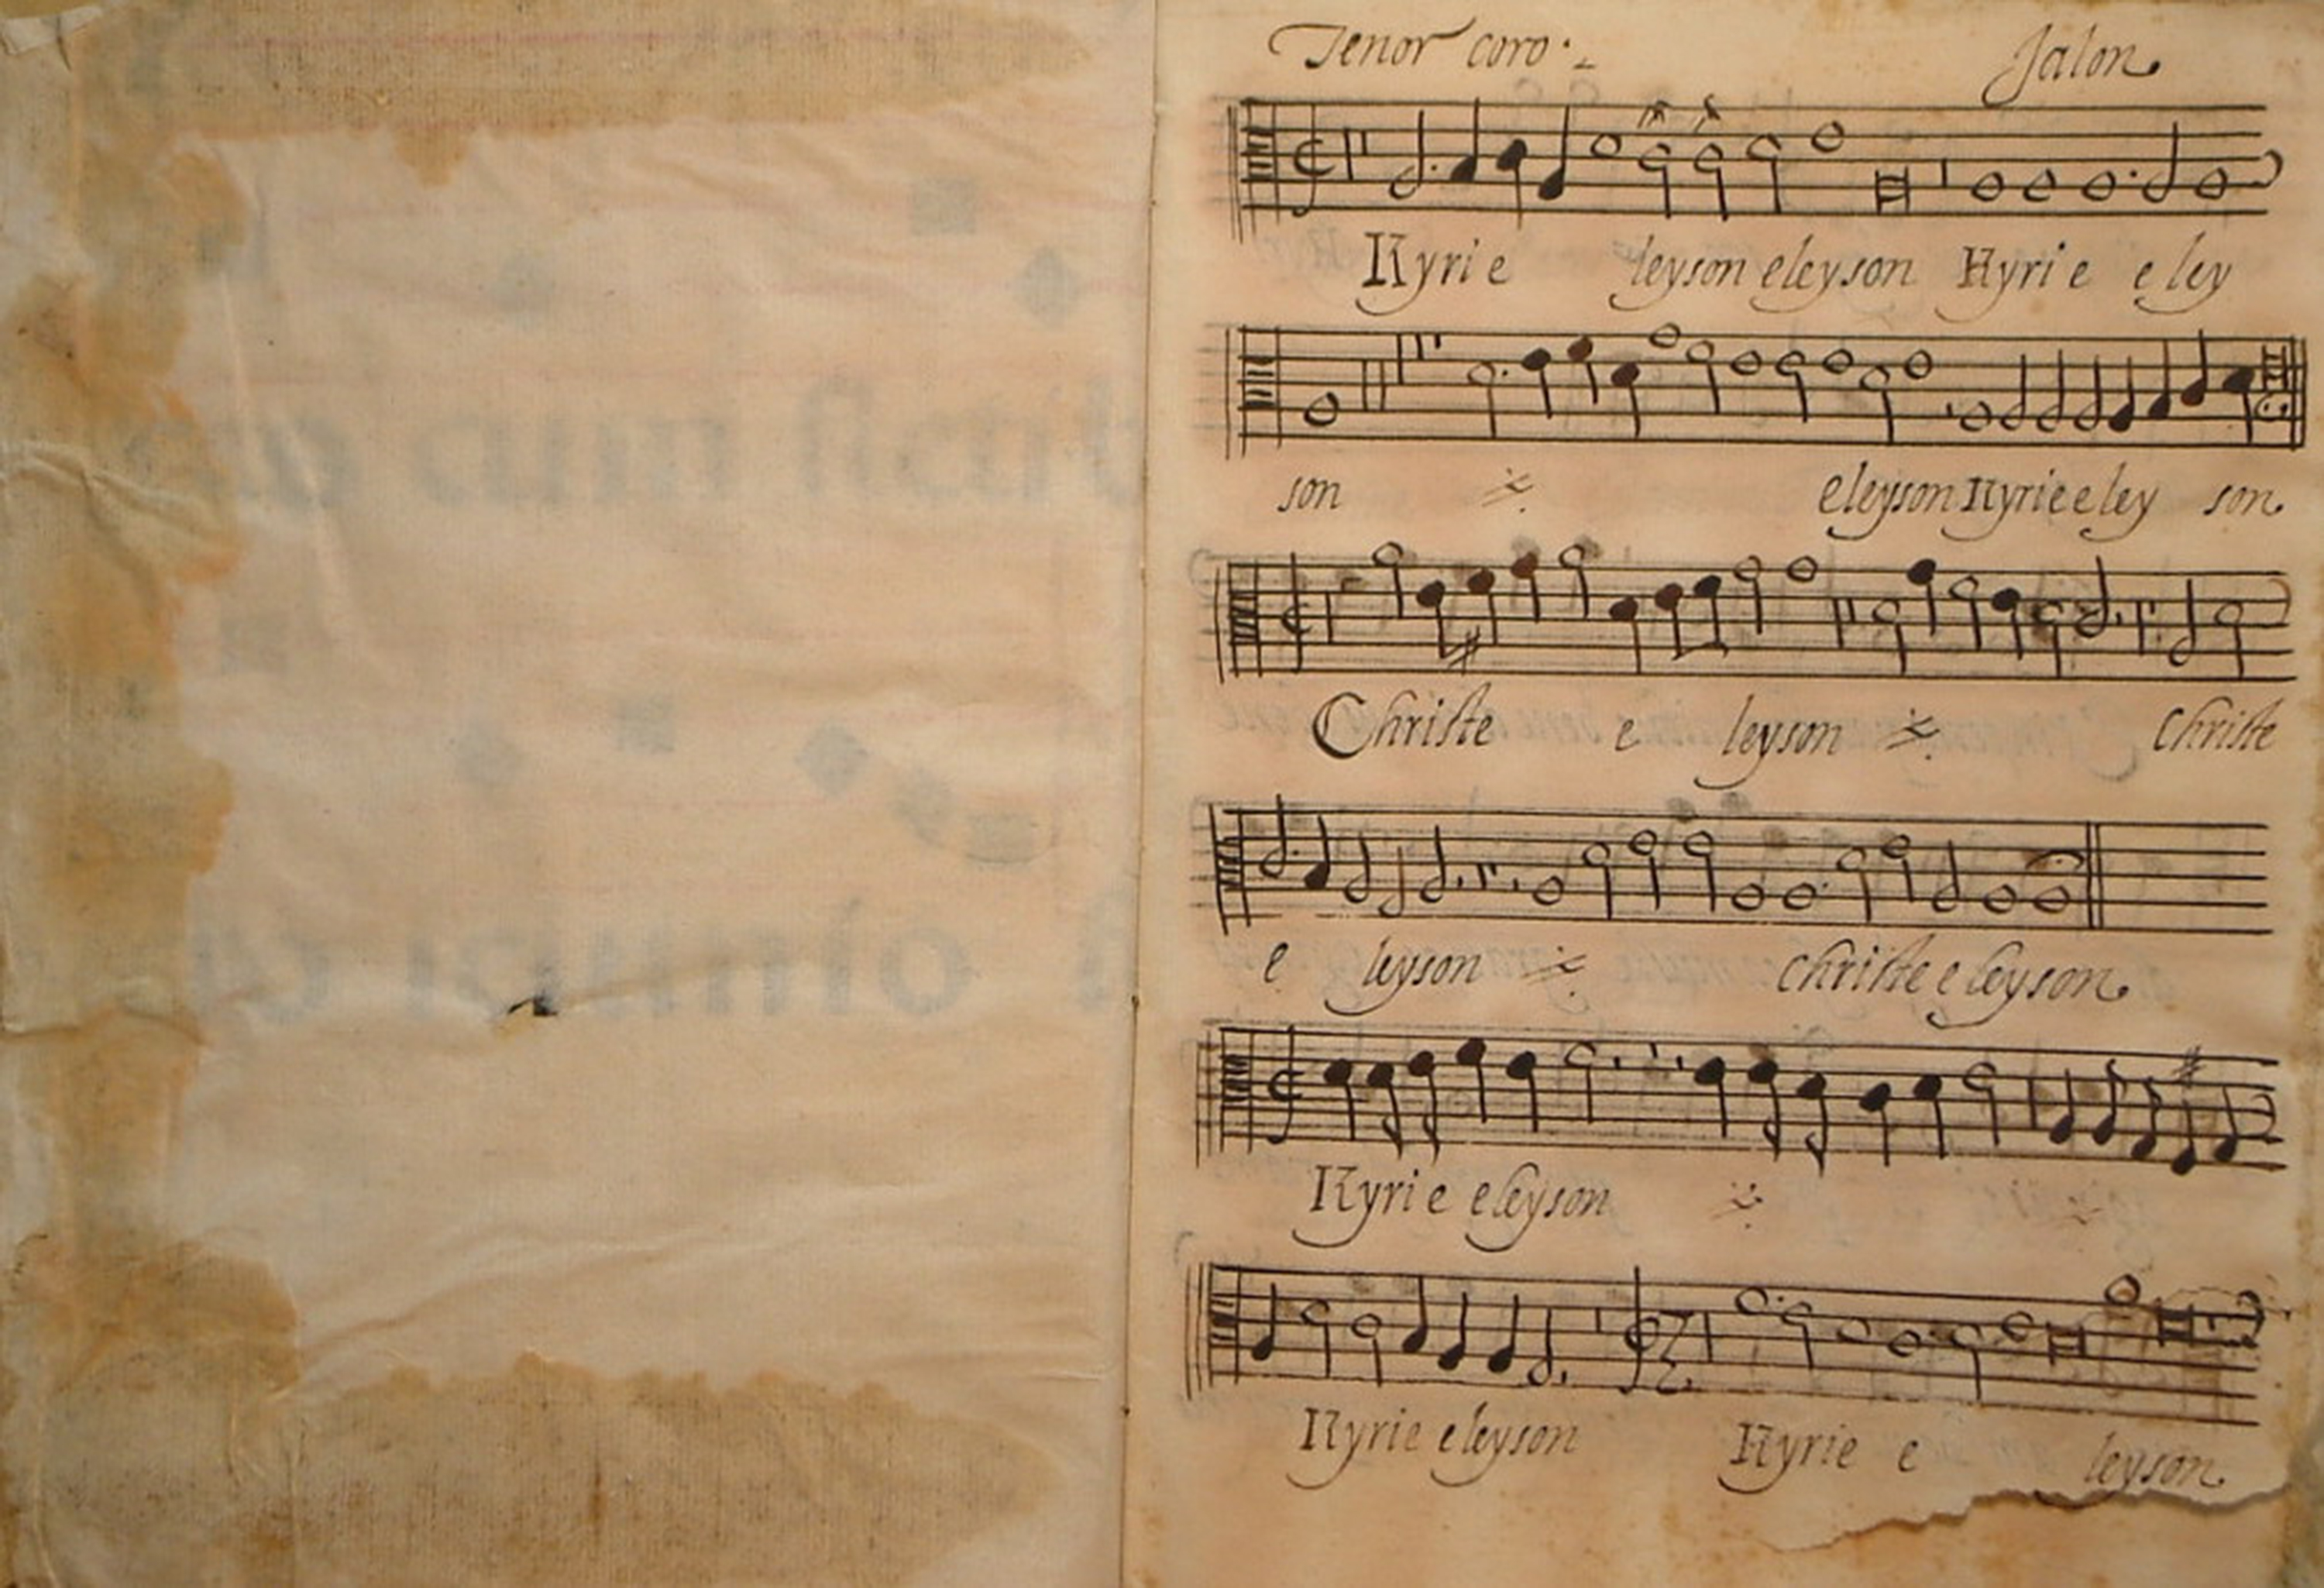 Tenor coro. Jalon
Kyri e leyson eleyson Kyri e e ley
son eleyson Kyrie e ley son
Christe e leyson Christe
e leyson christe e leyson
Kyri e eleyson
Kyrie eleyson Kyrie e leyson